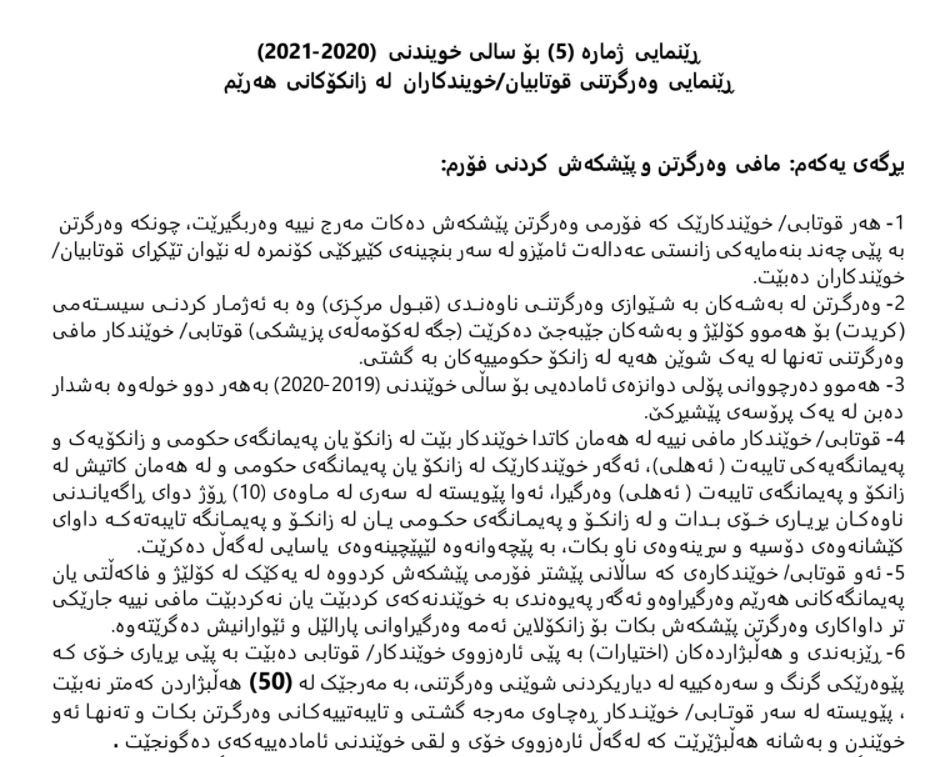 ڕێنمایی ژمارە (5) بۆ سالی خویندنی (2020-2021)
ڕێنمایی وەرگرتنی قوتابیان/خویندکاران لە زانکۆکانی هەرێم
بڕگەی یەکەم: مافی وەرگرتن و پێشکەش کردنی فۆرم:
1- هەر قوتابی/ خوێندکارێک کە فۆرمی وەرگرتن پێشکەش دەکات مەرج نییە وەربگیرێت، چونکە وەرگرتن
بە پێی چەند بنەمایەکی زانستی عەدالەت ئامێزو لە سەر بنچینەی کێبڕکێی کۆنمرە لە نێوان تێکڕای قوتابیان/
خوێندکاران دەبێت.
2- وەرگرتن لە بەشەکان بە شێوازی وەرگرتنی ناوەندی (قبول مرکزی) وە بە ئەژمار کردنی سیستەمی
(کریدت) بۆ هەموو کۆلێژ و بەشەکان جێبەجێ دەکرێت (جگە لە کۆمەڵەی پزیشکی) قوتابی/ خوێندکار مافی
وەرگرتنی تەنها لە یەک شوێن هەیە لە زانکۆ حکومییەکان بە گشتی.
3- هەموو دەرچووانی پۆلی دوانزەی ئامادەیی بۆ ساڵی خوێندنی (2019-2020) بەهەر دوو خولەوە بەشدار
دەبن لە یەک پرۆسەی پێشبڕکێ.
4- قوتابی/ خوێندکار مافی نییە لە هەمان کاتدا خوێندکار بێت لە زانکۆ یان پەیمانگەی حکومی و زانکۆیەک و
پەیمانگەیەکی تایبەت ( ئەهلی)، ئەگەر خوێندکارێک لە زانکۆ یان پەیمانگەی حکومی و لە هەمان کاتیش لە
زانکۆ و پەیمانگەی تایبەت ( ئەهلی) وەرگیرا، ئەوا پێویستە لە سەری لە ماوەی (10) ڕۆژ دوای ڕاگەیاندنی
ناوەکان بڕیاری خۆی بدات و لە زانکۆ و پەیمانگەی حکومی یان لە زانکۆ و پەیمانگە تایبەتەکە داوای
کێشانەوەی دۆسیە و سڕینەوەی ناو بکات، بە پێچەوانەوە لێپێچینەوەی یاسایی لەگەڵ دەکرێت.
5- ئەو قوتابی/ خوێندکارەی کە ساڵانی پێشتر فۆرمی پێشکەش کردووە لە یەکێک لە کۆلێژ و فاکەڵتی یان
پەیمانگەکانی هەرێم وەرگیراوەو ئەگەر پەیوەندی بە خوێندنەکەی کردبێت یان نەکردبێت مافی نییە جارێکی
تر داواکاری وەرگرتن پێشکەش بکات بۆ زانکۆلاین ئەمە وەرگیراوانی پاراڵێل و ئێوارانیش دەگرێتەوە.
6- ڕێزبەندی و هەڵبژاردەکان (اختیارات) بە پێی ئارەزووی خوێندکار/ قوتابی دەبێت بە پێی بڕیاری خۆی کە
پێوەرێکی گرنگ و سەرەکییە لە دیاریکردنی شوێنی وەرگرتنی، بە مەرجێک لە (50) هەڵبژاردن کەمتر نەبێت
، پێویستە لە سەر قوتابی/ خوێندکار ڕەچاوی مەرجە گشتی و تایبەتییەکانی وەرگرتن بکات و تەنها ئەو
خوێندن و بەشانە هەڵبژێرێت کە لەگەڵ ئارەزووی خۆی و لقی خوێندنی ئامادەییەکەی دەگونجێت .